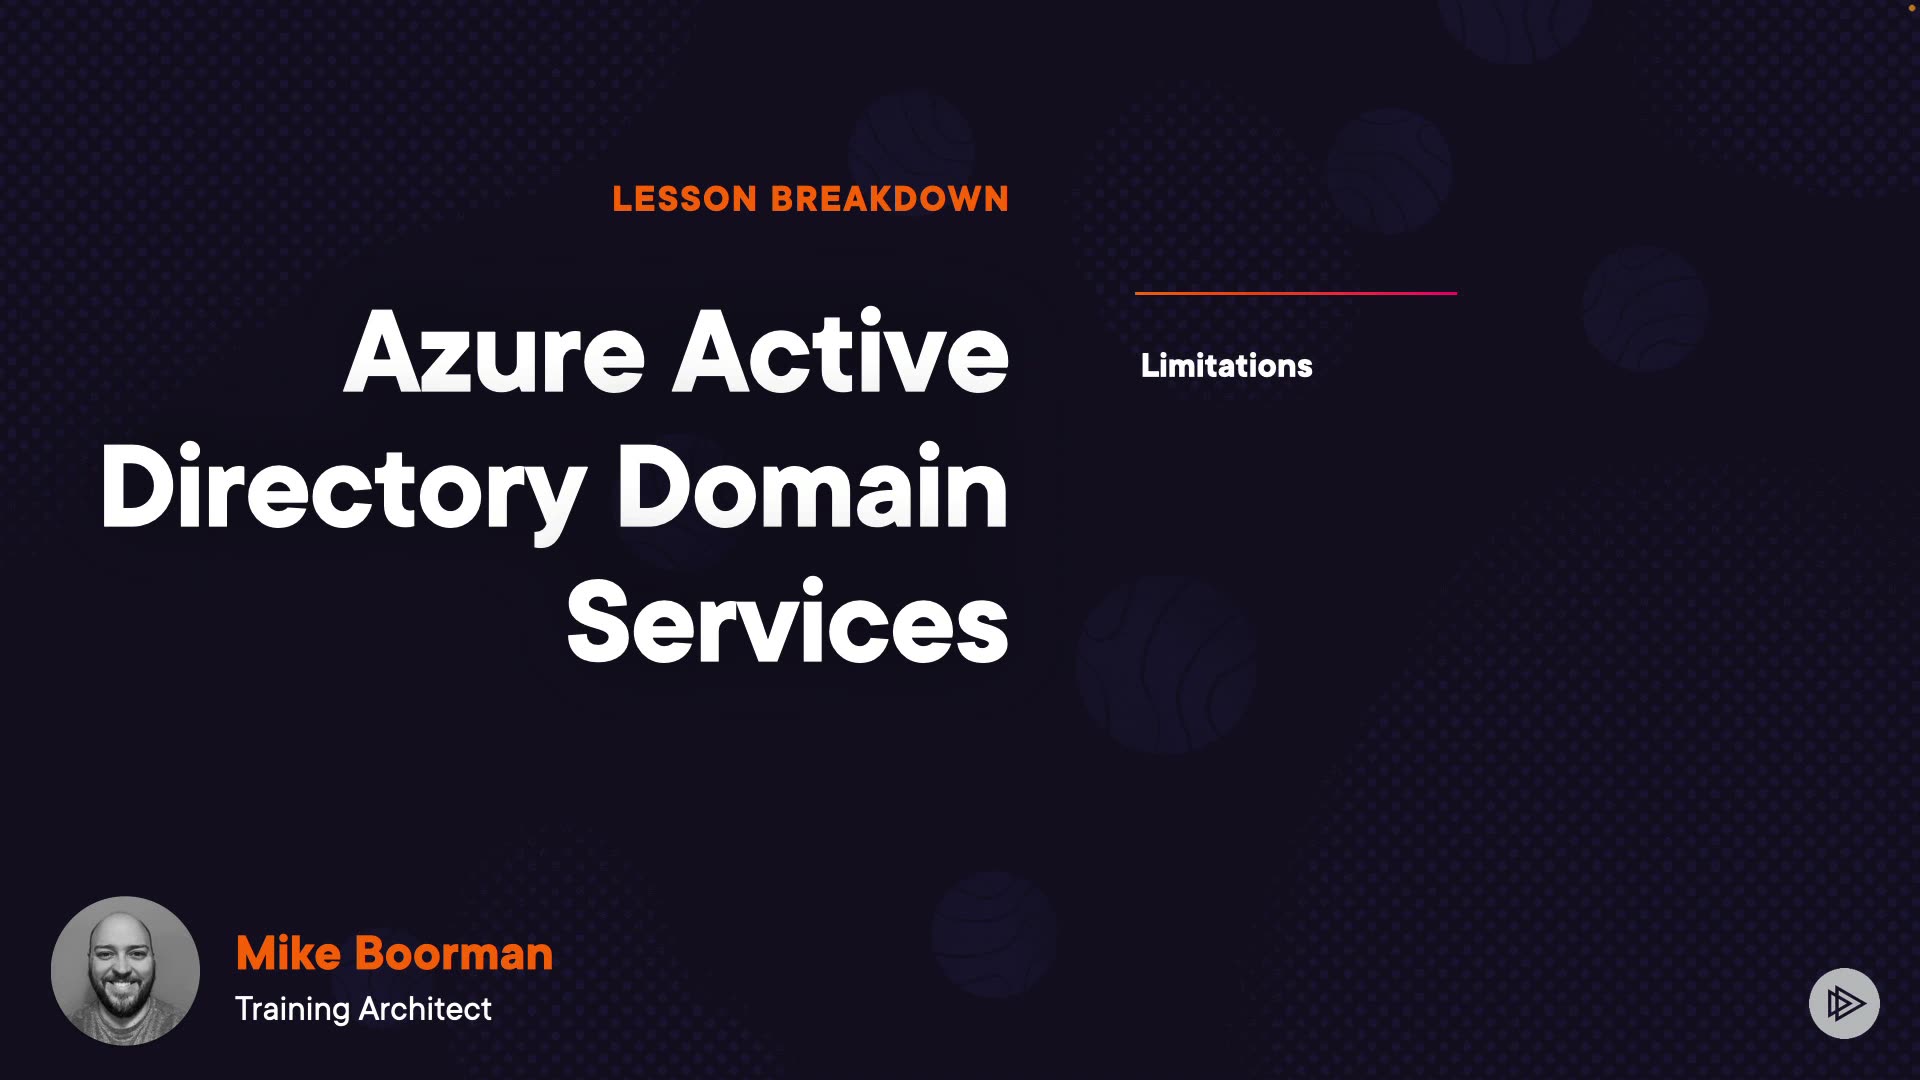 LESSON BREAKDOWN
Azure Active
Directory Domain
Services
Limitations
Mike Boorman
Training Architect